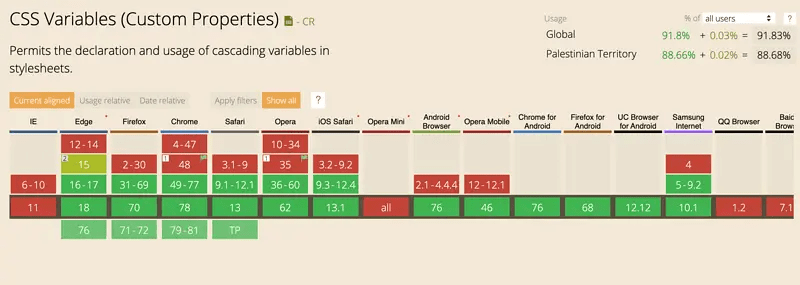 CSS Variables (Custom Properties) - CR
Usage % of all users
Global 91.8% + 0.03% = 91.83%
Palestinian Territory 88.66% + 0.02% = 88.68%
Permits the declaration and usage of cascading variables in
stylesheets.
Current aligned Usage relative Date relative Apply filters Show all ?
IE Edge * Firefox Chrome Safari Opera * iOS Safari * Opera Mini * Android Browser * Opera Mobile * Chrome for Android Firefox for Android UC Browser for Android Samsung Internet QQ Browser
12-14 4-47 10-34
2 15 2-30 1 48 3.1-9 1 35 3.2-9.2 4
6-10 16-17 31-69 49-77 9.1-12.1 36-60 9.3-12.4 2.1-4.4.4 12-12.1 5-9.2
11 18 70 78 13 62 13.1 all 76 46 76 68 12.12 10.1 1.2 7.1
76 71-72 79-81 TP